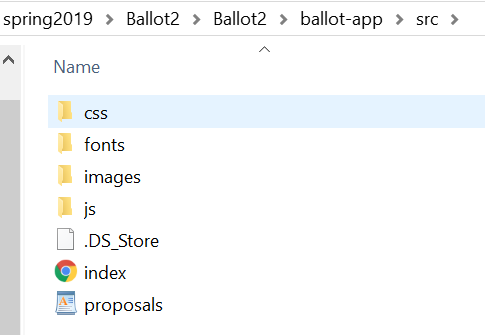 spring2019 > Ballot2 > Ballot2 > ballot-app > src >
Name
css
fonts
images
js
.DS_Store
index
proposals